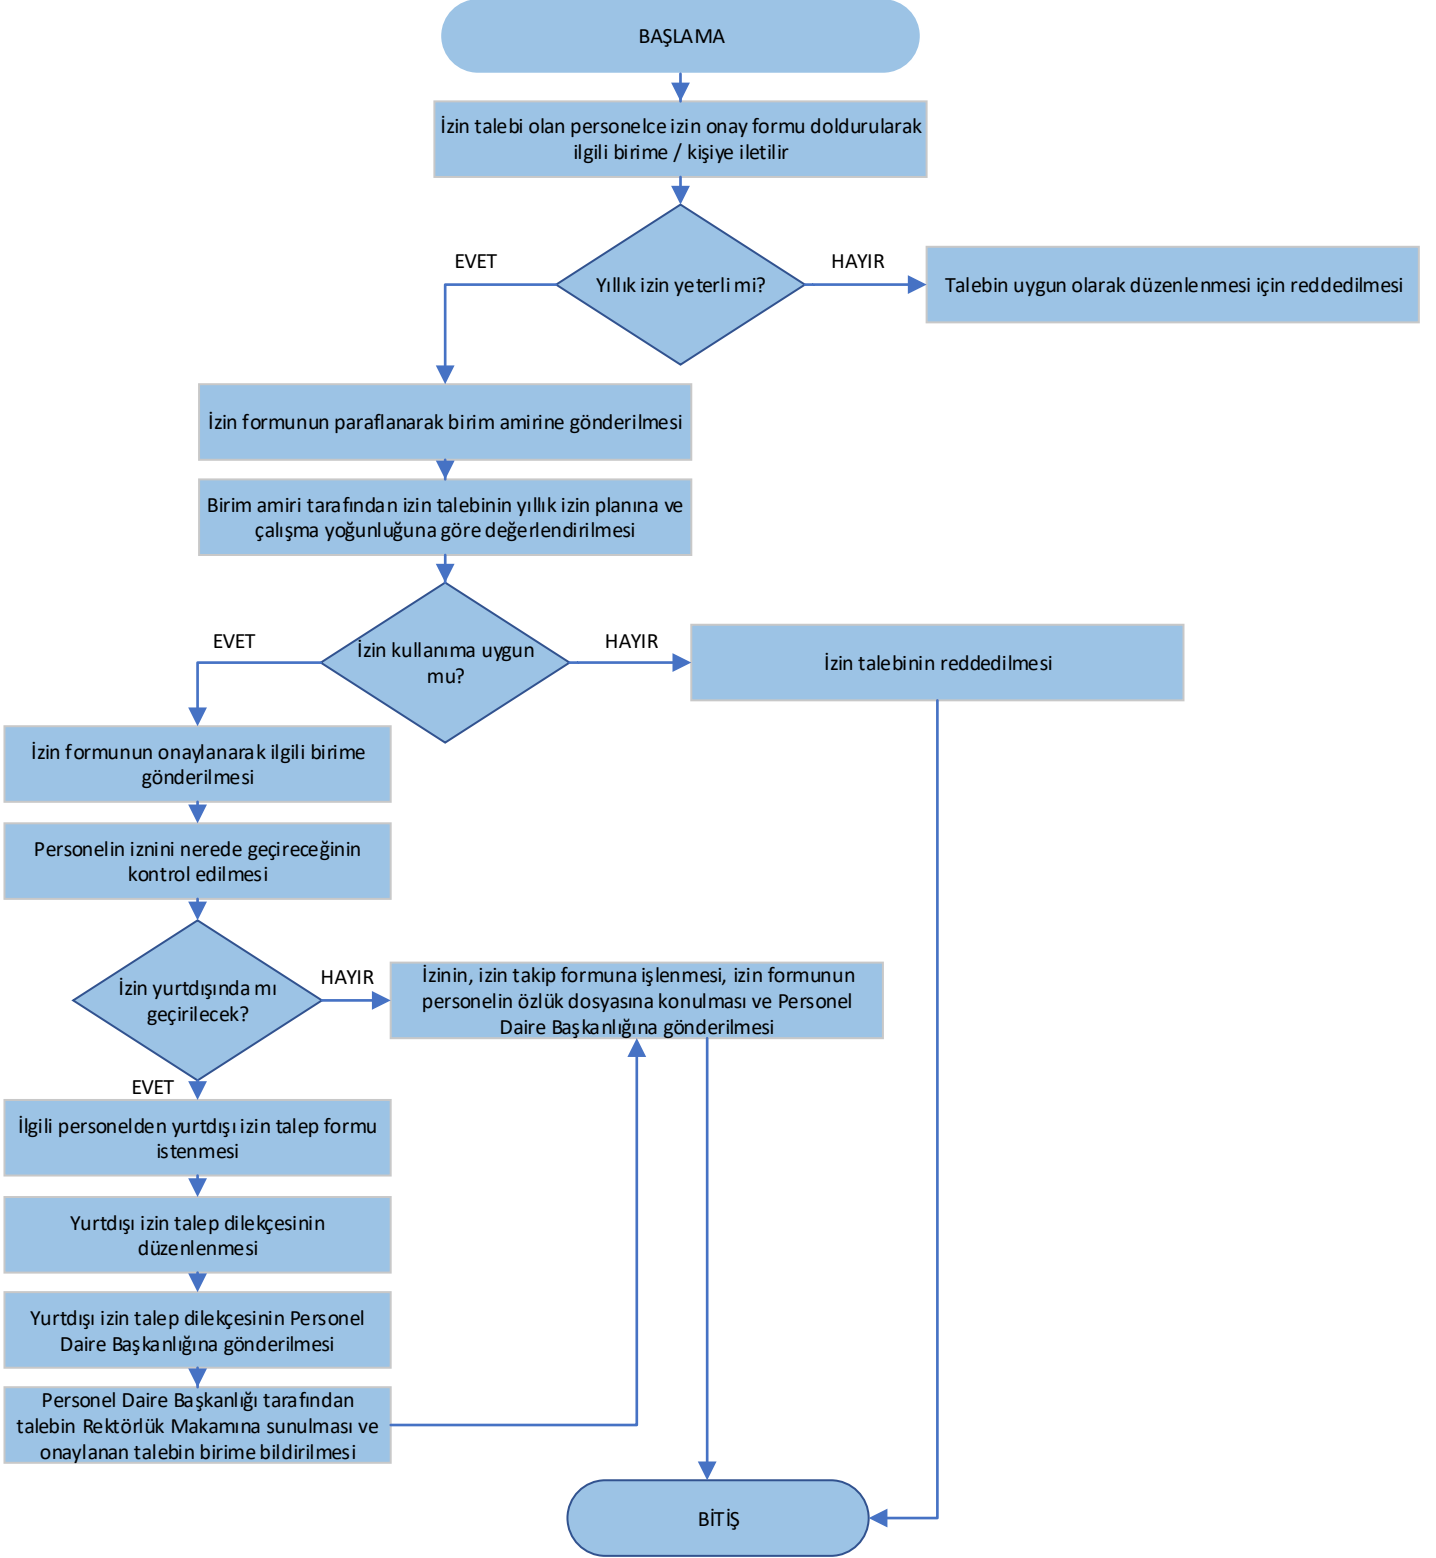 BAŞLAMA
İzin talebi olan personelce izin onay formu doldurularak
ilgili birime / kişiye iletilir
EVET
Yıllık izin yeterli mi?
HAYIR
Talebin uygun olarak düzenlenmesi için reddedilmesi
İzin formunun paraflanarak birim amirine gönderilmesi
Birim amiri tarafından izin talebinin yıllık izin planına ve
çalışma yoğunluğuna göre değerlendirilmesi
EVET
İzin kullanıma uygun
mu?
HAYIR
İzin talebinin reddedilmesi
İzin formunun onaylanarak ilgili birime
gönderilmesi
Personelin iznini nerede geçireceğinin
kontrol edilmesi
İzin yurtdışında mı
geçirilecek?
HAYIR
İzinin, izin takip formuna işlenmesi, izin formunun
personelin özlük dosyasına konulması ve Personel
Daire Başkanlığına gönderilmesi
EVET
İlgili personelden yurtdışı izin talep formu
istenmesi
Yurtdışı izin talep dilekçesinin
düzenlenmesi
Yurtdışı izin talep dilekçesinin Personel
Daire Başkanlığına gönderilmesi
Personel Daire Başkanlığı tarafından
talebin Rektörlük Makamına sunulması ve
onaylanan talebin birime bildirilmesi
BİTİŞ